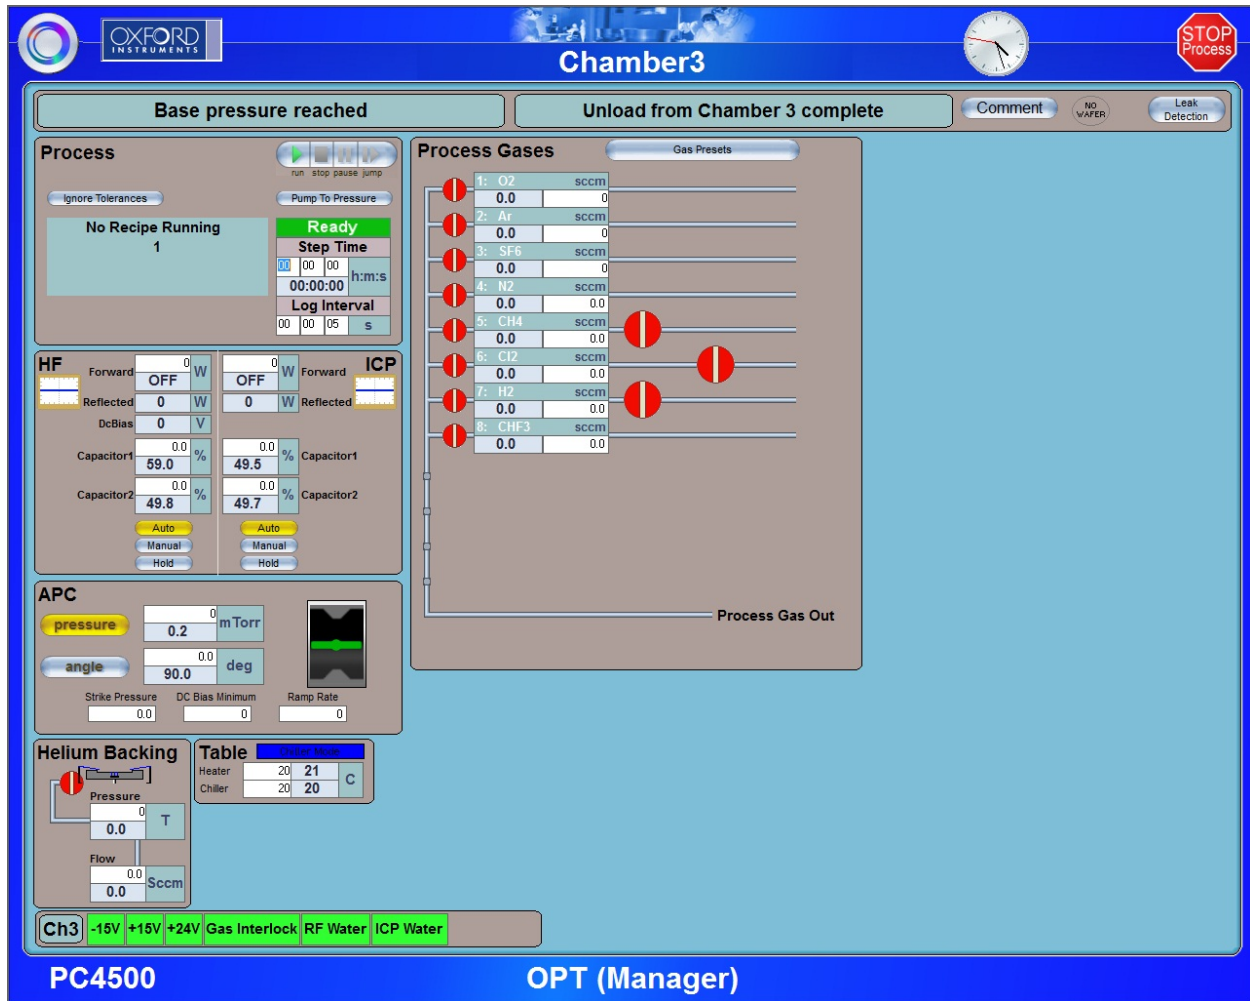 OXFORD
INSTRUMENTS
Chamber3
STOP
Process
Base pressure reached
Unload from Chamber 3 complete
Comment
NO
WAFER
Leak
Detection
Process
run stop pause jump
Ignore Tolerances
Pump To Pressure
No Recipe Running
1
Ready
Step Time
00 00 00
00:00:00
h:m:s
Log Interval
00 00 05 s
HF
Forward 0 W
OFF
Reflected 0 W
DcBias 0 V
Capacitor1 0.0 %
59.0
Capacitor2 0.0 %
49.8
Auto
Manual
Hold
ICP
0 W Forward
OFF
0 W Reflected
0.0 % Capacitor1
49.5
0.0 % Capacitor2
49.7
Auto
Manual
Hold
APC
pressure
0
0.2
mTorr
angle
0.0
90.0
deg
Strike Pressure DC Bias Minimum Ramp Rate
0.0 0 0
Helium Backing
Pressure
0
0.0
T
Flow
0.0
0.0
Sccm
Table
Heater 20 21
Chiller 20 20
C
Process Gases
Gas Presets
1: O2 sccm
0.0 0
2: Ar sccm
0.0 0
3: SF6 sccm
0.0 0
4: N2 sccm
0.0 0.0
5: CH4 sccm
0.0 0.0
6: Cl2 sccm
0.0 0.0
7: H2 sccm
0.0 0.0
8: CHF3 sccm
0.0 0.0
Process Gas Out
Ch3 -15V +15V +24V Gas Interlock RF Water ICP Water
PC4500
OPT (Manager)